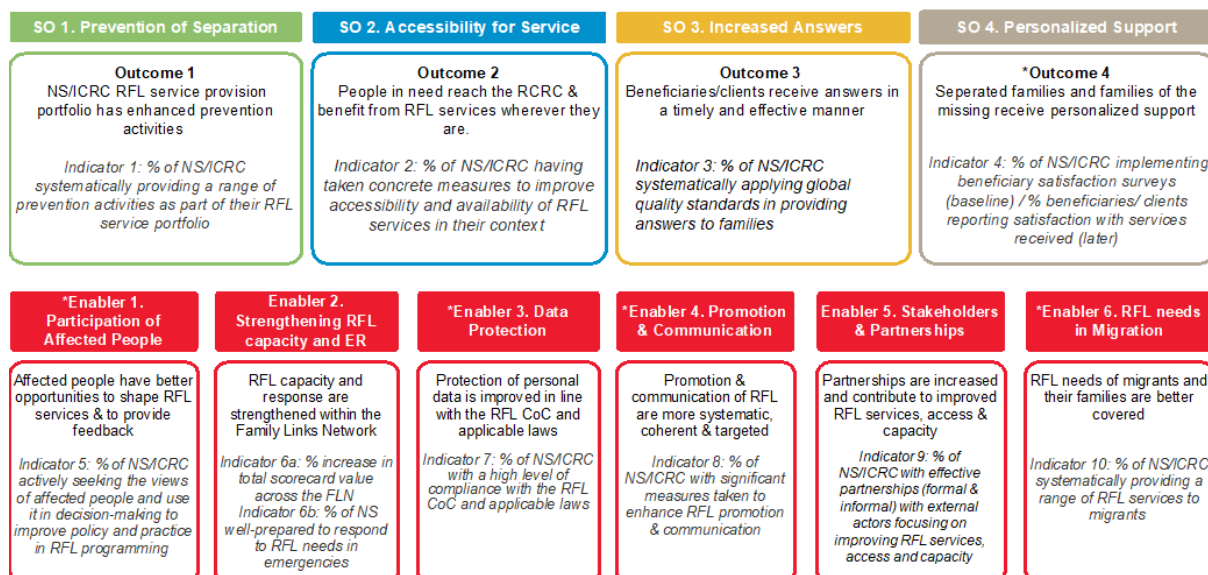 SO 1. Prevention of Separation
Outcome 1
NS/ICRC RFL service provision
portfolio has enhanced prevention
activities
Indicator 1: % of NS/ICRC
systematically providing a range of
prevention activities as part of their RFL
service portfolio
SO 2. Accessibility for Service
Outcome 2
People in need reach the RCRC &
benefit from RFL services wherever they
are.
Indicator 2: % of NS/ICRC having
taken concrete measures to improve
accessibility and availability of RFL
services in their context
SO 3. Increased Answers
Outcome 3
Beneficiaries/clients receive answers in
a timely and effective manner
Indicator 3: % of NS/ICRC
systematically applying global
quality standards in providing
answers to families
SO 4. Personalized Support
*Outcome 4
Seperated families and families of the
missing receive personalized support
Indicator 4: % of NS/ICRC implementing
beneficiary satisfaction surveys
(baseline) / % beneficiaries/ clients
reporting satisfaction with services
received (later)
*Enabler 1.
Participation of
Affected People
Affected people have better
opportunities to shape RFL
services & to provide
feedback
Indicator 5: % of NS/ICRC
actively seeking the views
of affected people and use
it in decision-making to
improve policy and practice
in RFL programming
Enabler 2.
Strengthening RFL
capacity and ER
RFL capacity and
response are
strengthened within the
Family Links Network
Indicator 6a: % increase in
total scorecard value
across the FLN
Indicator 6b: % of NS
well-prepared to respond
to RFL needs in
emergencies
*Enabler 3. Data
Protection
Protection of personal
data is improved in line
with the RFL CoC and
applicable laws
Indicator 7: % of NS/ICRC
with a high level of
compliance with the RFL
CoC and applicable laws
*Enabler 4. Promotion
& Communication
Promotion &
communication of RFL
are more systematic,
coherent & targeted
Indicator 8: % of
NS/ICRC with significant
measures taken to
enhance RFL promotion
& communication
Enabler 5. Stakeholders
& Partnerships
Partnerships are increased
and contribute to improved
RFL services, access &
capacity
Indicator 9: % of
NS/ICRC with effective
partnerships (formal &
informal) with external
actors focusing on
improving RFL services,
access and capacity
*Enabler 6. RFL needs
in Migration
RFL needs of migrants and
their families are better
covered
Indicator 10: % of NS/ICRC
systematically providing a
range of RFL services to
migrants